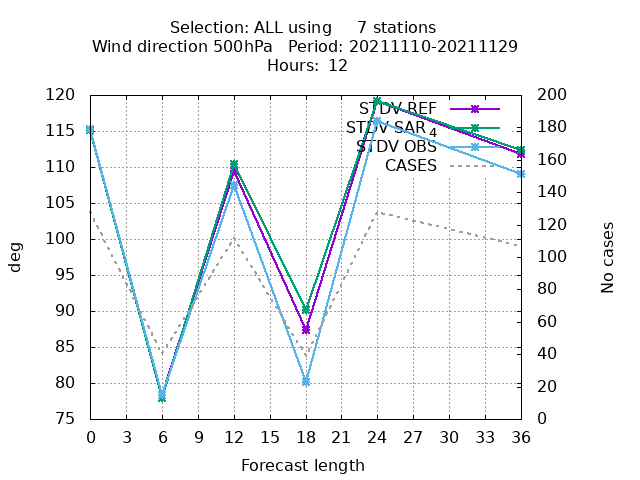 Selection: ALL using     7 stations
Wind direction 500hPa   Period: 20211110-20211129
Hours: 12
STDV REF
STDV SAR4
STDV OBS
CASES
120
115
110
105
100
95
90
85
80
75
200
180
160
140
120
100
80
60
40
20
0
deg
No cases
0 3 6 9 12 15 18 21 24 27 30 33 36
Forecast length